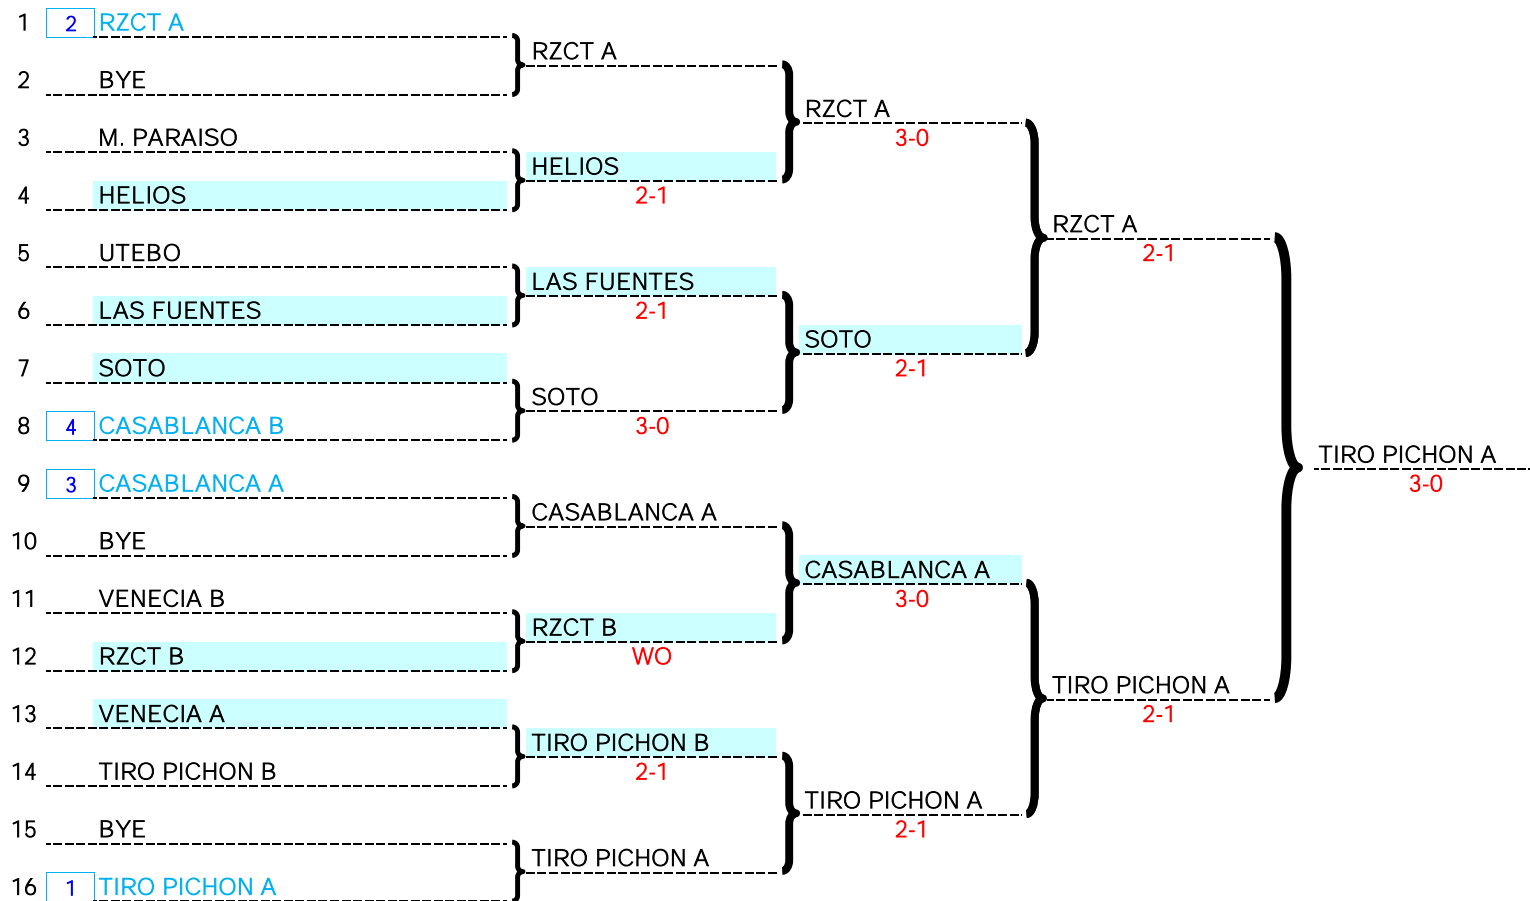 1 2 RZCT A
RZCT A
2 BYE
RZCT A
3 M. PARAISO
3-0
HELIOS
4 HELIOS
2-1
RZCT A
5 UTEBO
2-1
LAS FUENTES
6 LAS FUENTES
2-1
SOTO
7 SOTO
2-1
SOTO
8 4 CASABLANCA B
3-0
TIRO PICHON A
9 3 CASABLANCA A
3-0
CASABLANCA A
10 BYE
CASABLANCA A
11 VENECIA B
3-0
RZCT B
12 RZCT B
WO
TIRO PICHON A
13 VENECIA A
2-1
TIRO PICHON B
14 TIRO PICHON B
2-1
TIRO PICHON A
15 BYE
2-1
TIRO PICHON A
16 1 TIRO PICHON A